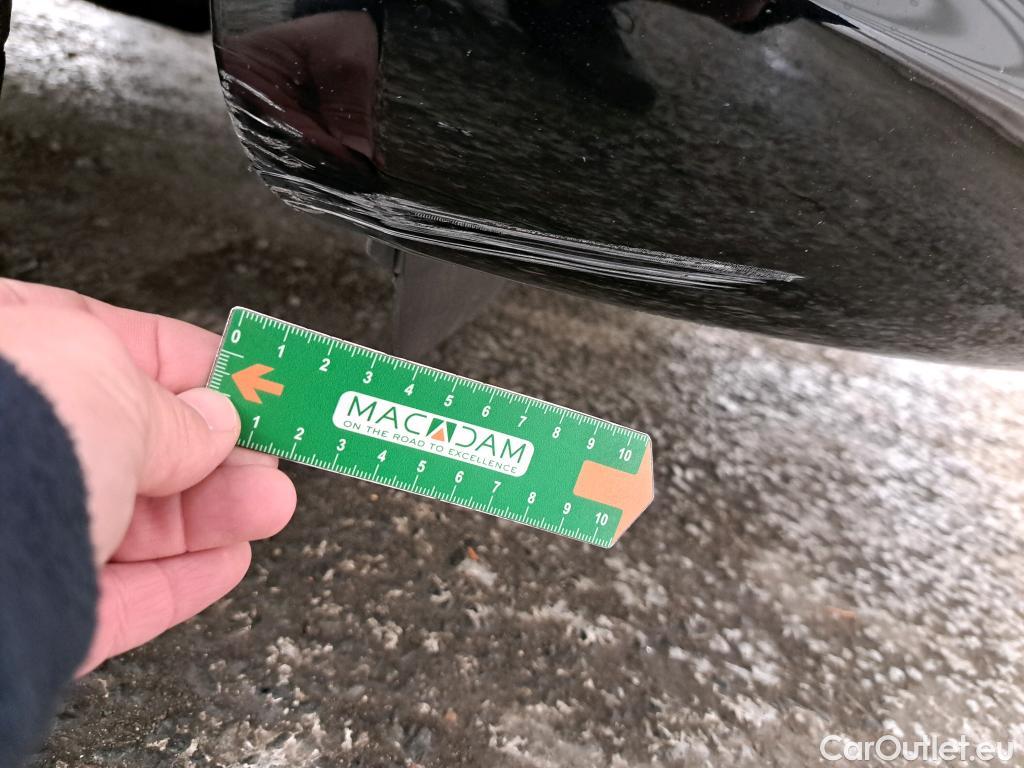 0 1 2 3 4 5 6 7 8 9 10
MACADAM
ON THE ROAD TO EXCELLENCE
1 2 3 4 5 6 7 8 9 10
CarOutlet.eu